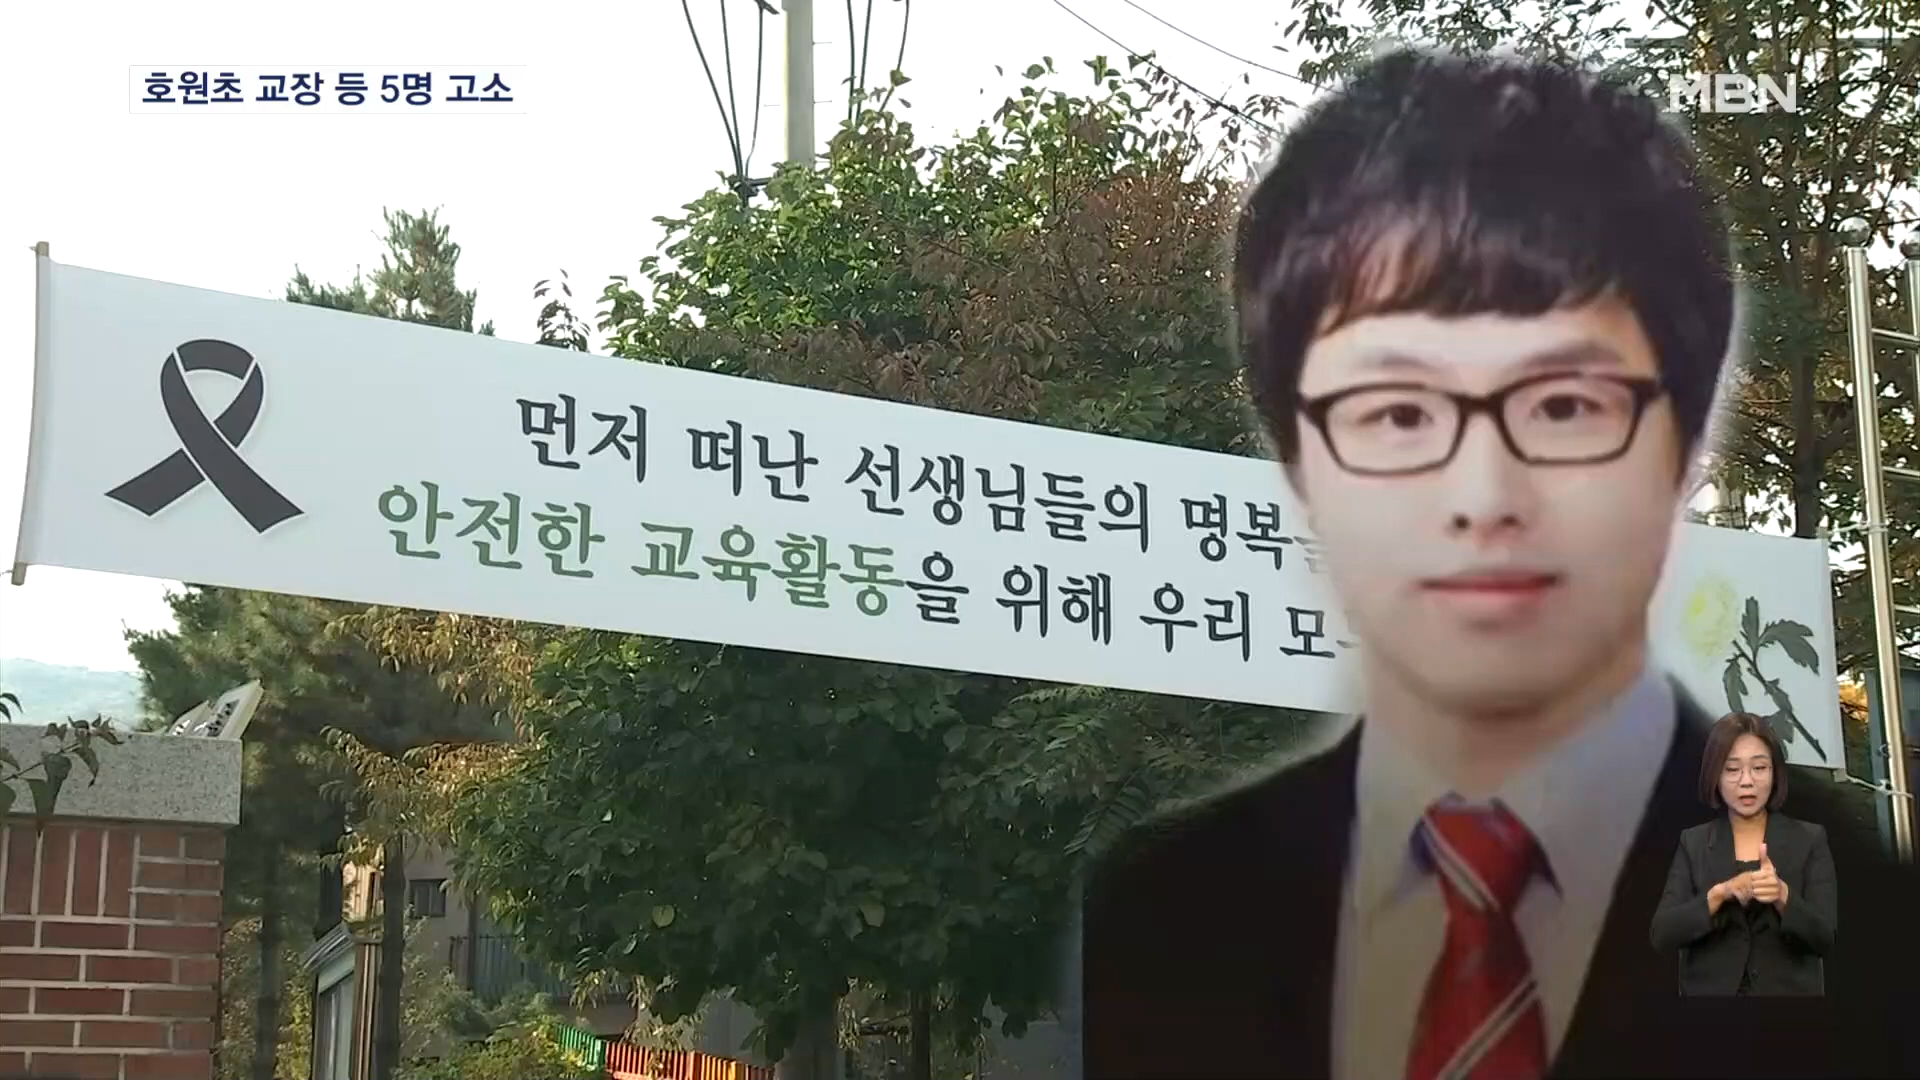 호원초 교장 등 5명 고소
MBN
먼저 떠난 선생님들의 명복
안전한 교육활동을 위해 우리